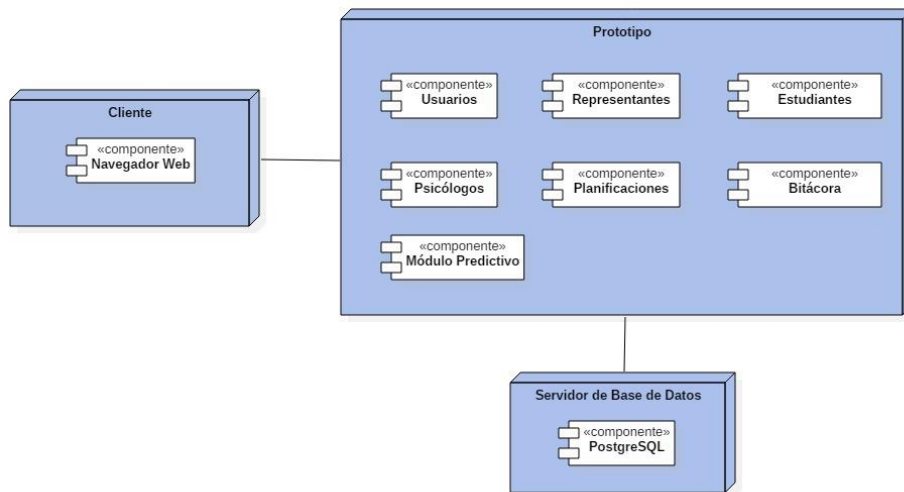 Prototipo
«componente»
Usuarios
«componente»
Representantes
«componente»
Estudiantes
Cliente
«componente»
Navegador Web
«componente»
Psicólogos
«componente»
Planificaciones
«componente»
Bitácora
«componente»
Módulo Predictivo
Servidor de Base de Datos
«componente»
PostgreSQL